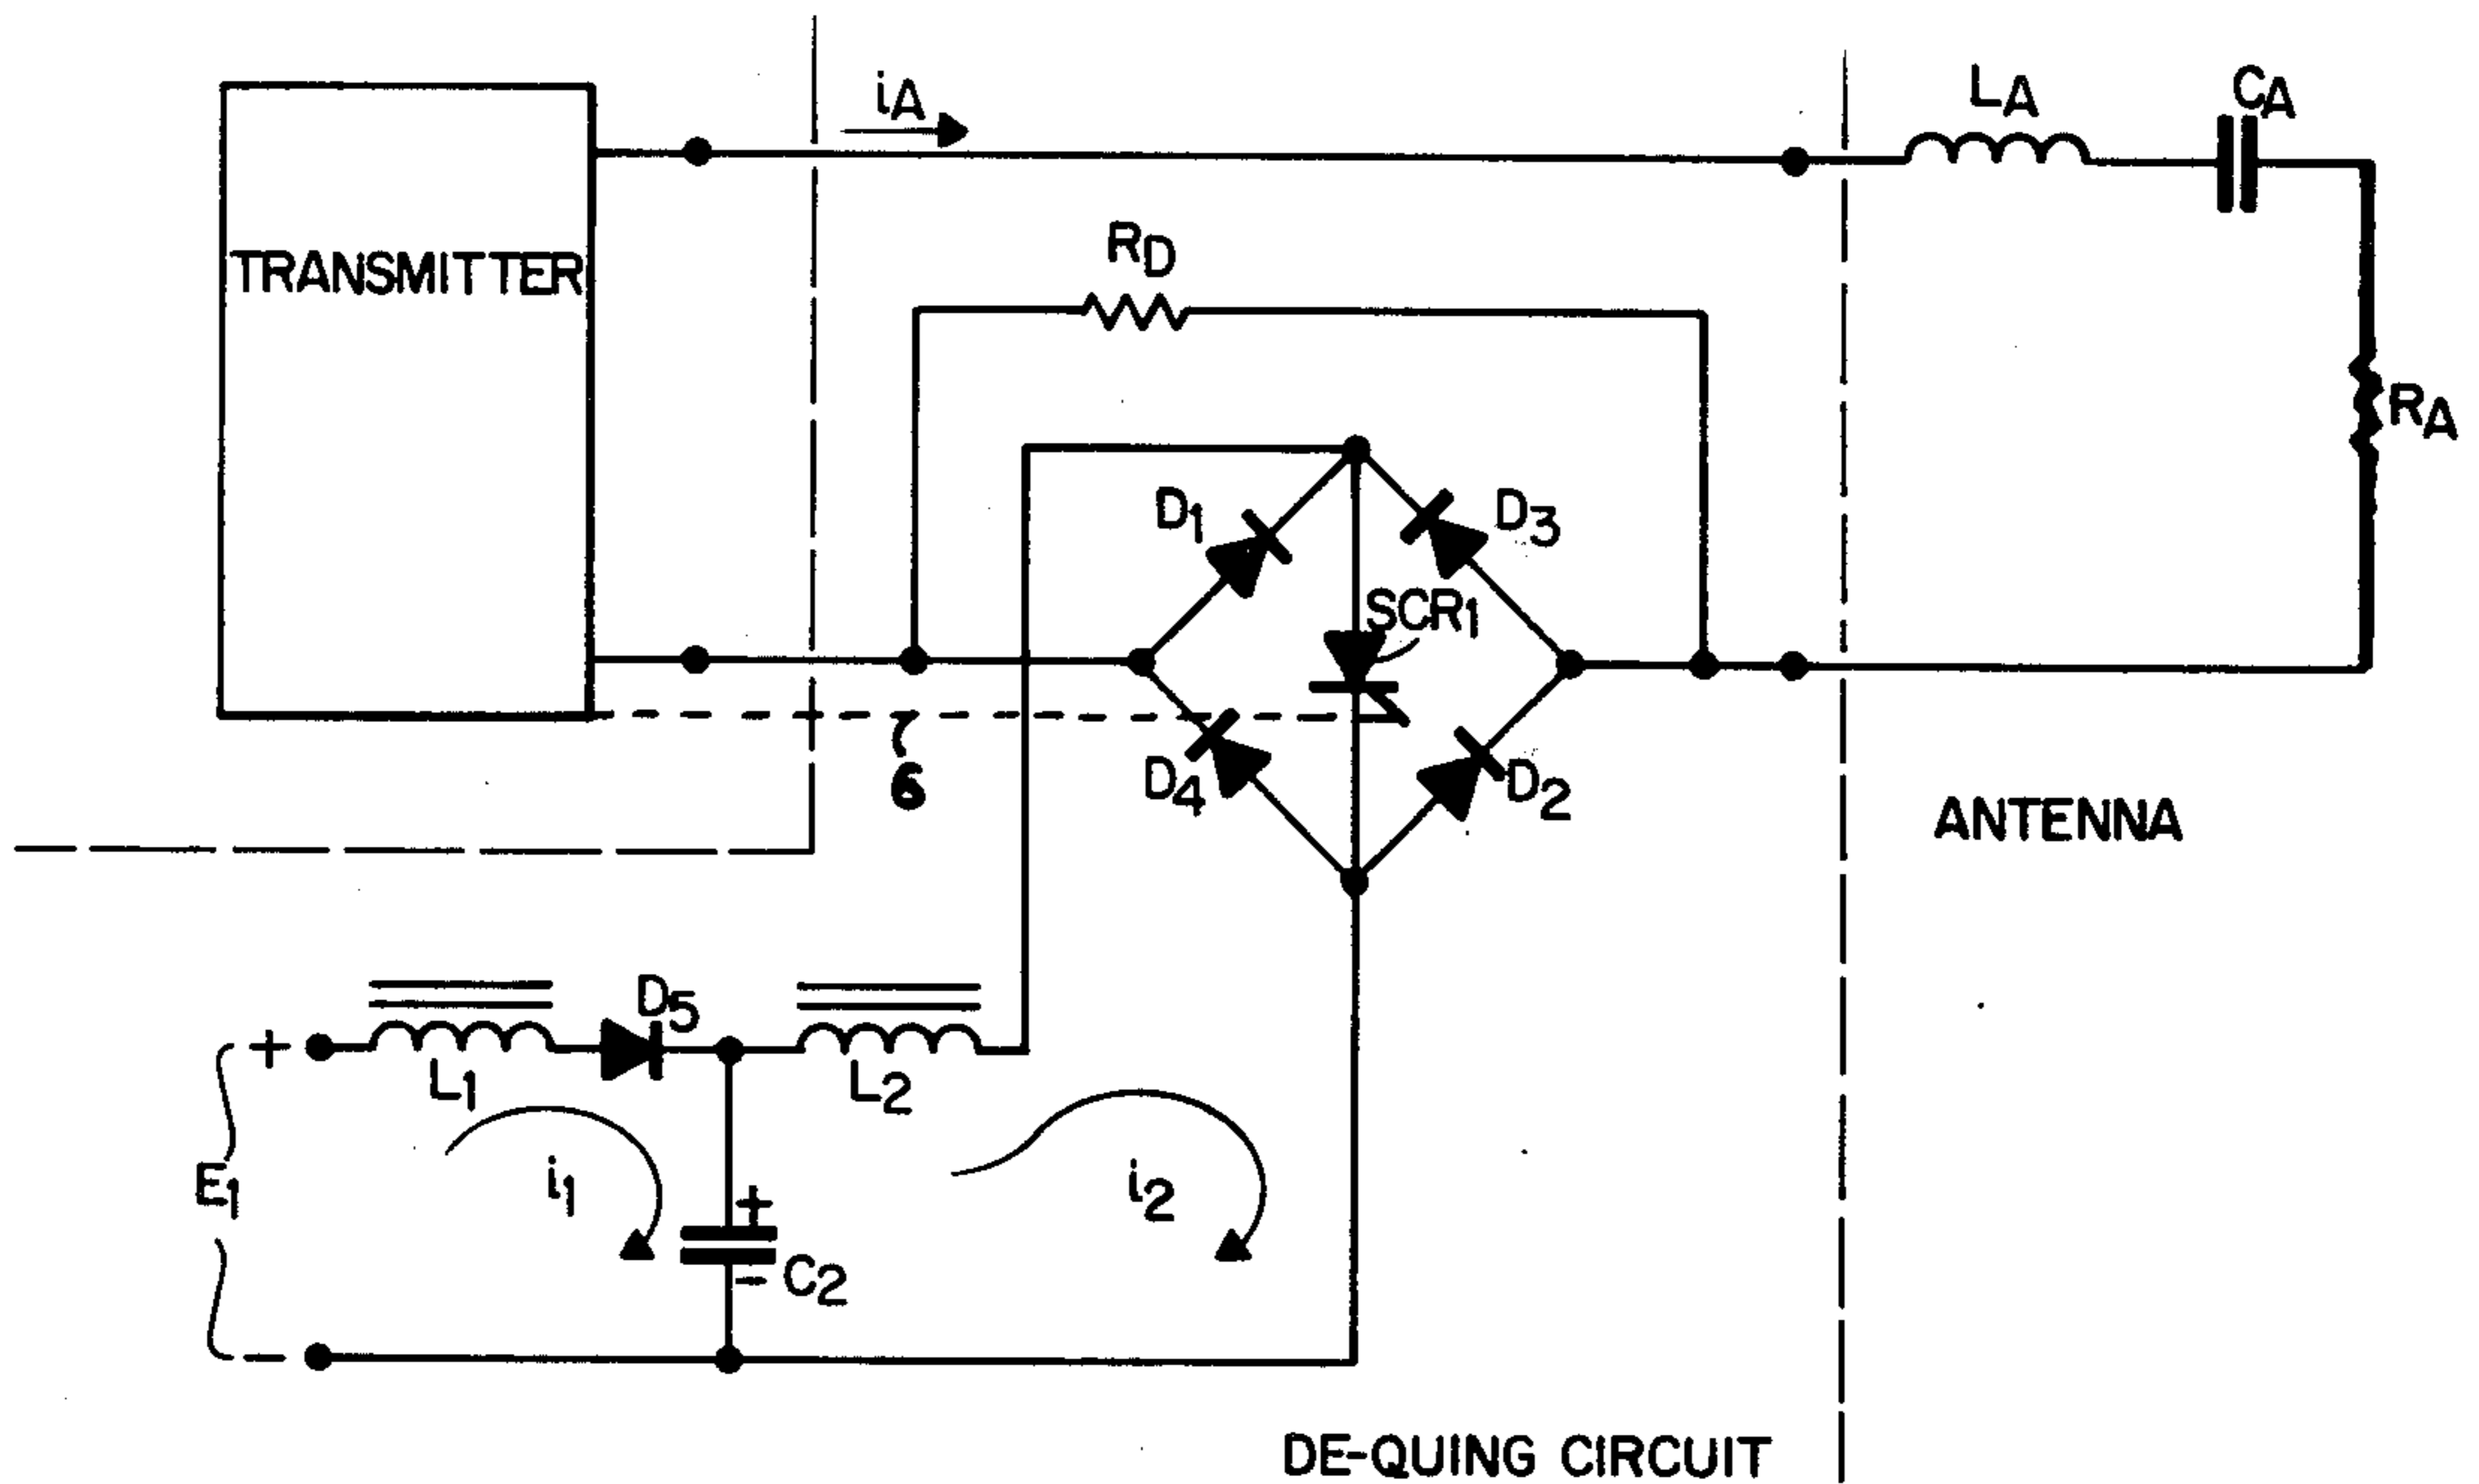 iA
LA
CA
TRANSMITTER
RD
RA
D1
D3
SCR1
6
D4
D2
ANTENNA
D5
+
L1
L2
E1
i1
i2
+
- C2
-
DE-QUING CIRCUIT